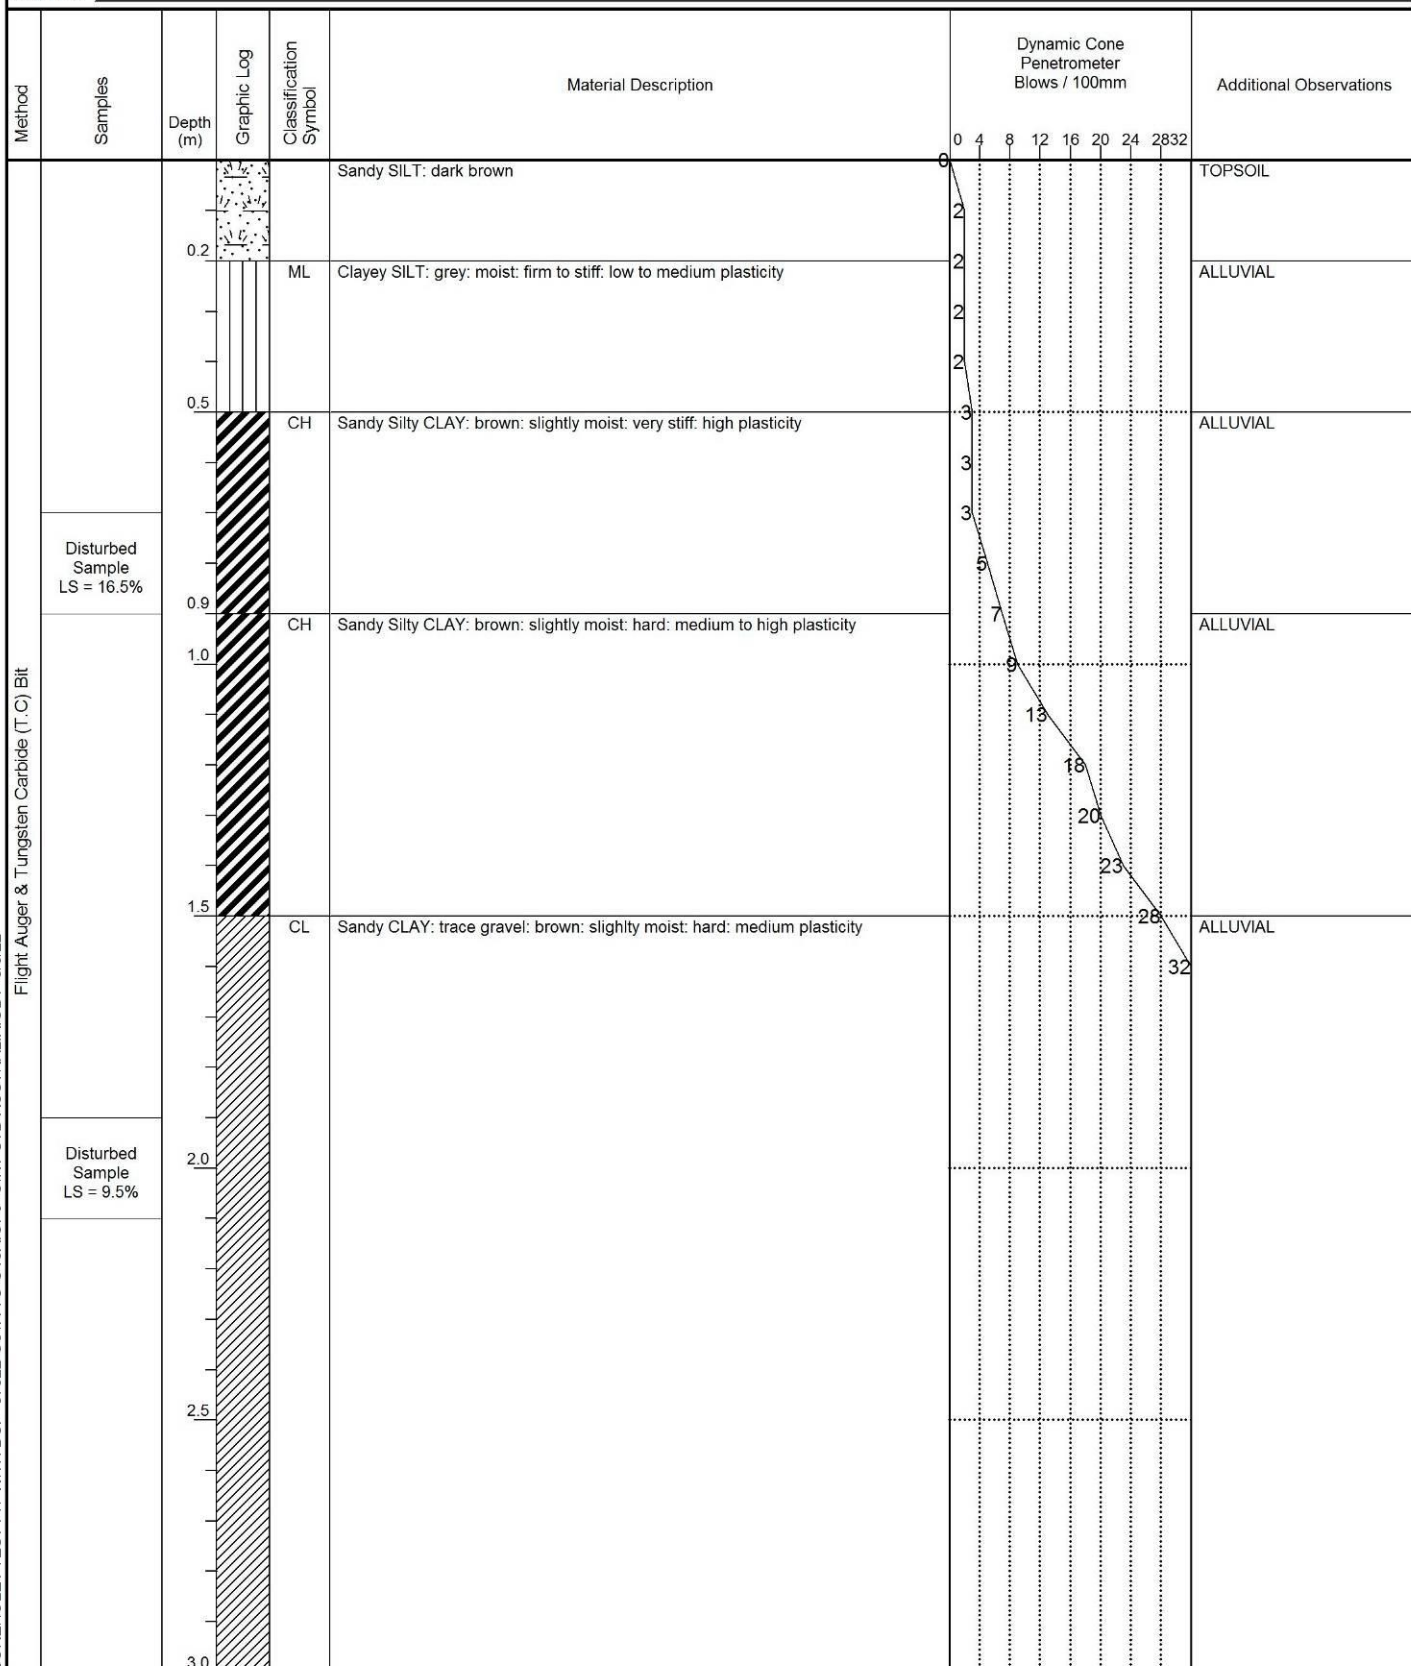 Method
Samples
Depth
(m)
Graphic Log
Classification
Symbol
Material Description
Dynamic Cone
Penetrometer
Blows / 100mm
0 4 8 12 16 20 24 28 32
Additional Observations
0
Sandy SILT: dark brown
TOPSOIL
2
0.2
2
ML
Clayey SILT: grey: moist: firm to stiff: low to medium plasticity
ALLUVIAL
2
2
0.5
3
CH
Sandy Silty CLAY: brown: slightly moist: very stiff: high plasticity
ALLUVIAL
3
3
Disturbed
Sample
LS = 16.5%
5
0.9
7
CH
Sandy Silty CLAY: brown: slightly moist: hard: medium to high plasticity
ALLUVIAL
1.0
9
13
18
20
23
Flight Auger & Tungsten Carbide (T.C) Bit
1.5
28
CL
Sandy CLAY: trace gravel: brown: slighlty moist: hard: medium plasticity
ALLUVIAL
32
Disturbed
Sample
LS = 9.5%
2.0
2.5
3.0